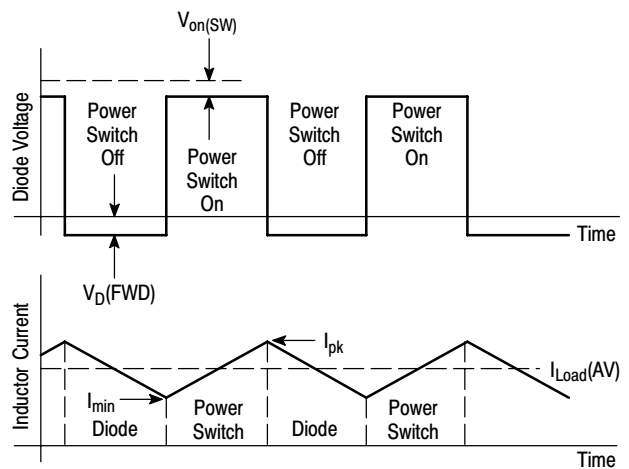 Von(SW)
Diode Voltage
Power
Switch
Off
Power
Switch
On
Power
Switch
Off
Power
Switch
On
Time
VD(FWD)
Inductor Current
Ipk
ILoad(AV)
Imin
Diode
Power
Switch
Diode
Power
Switch
Time